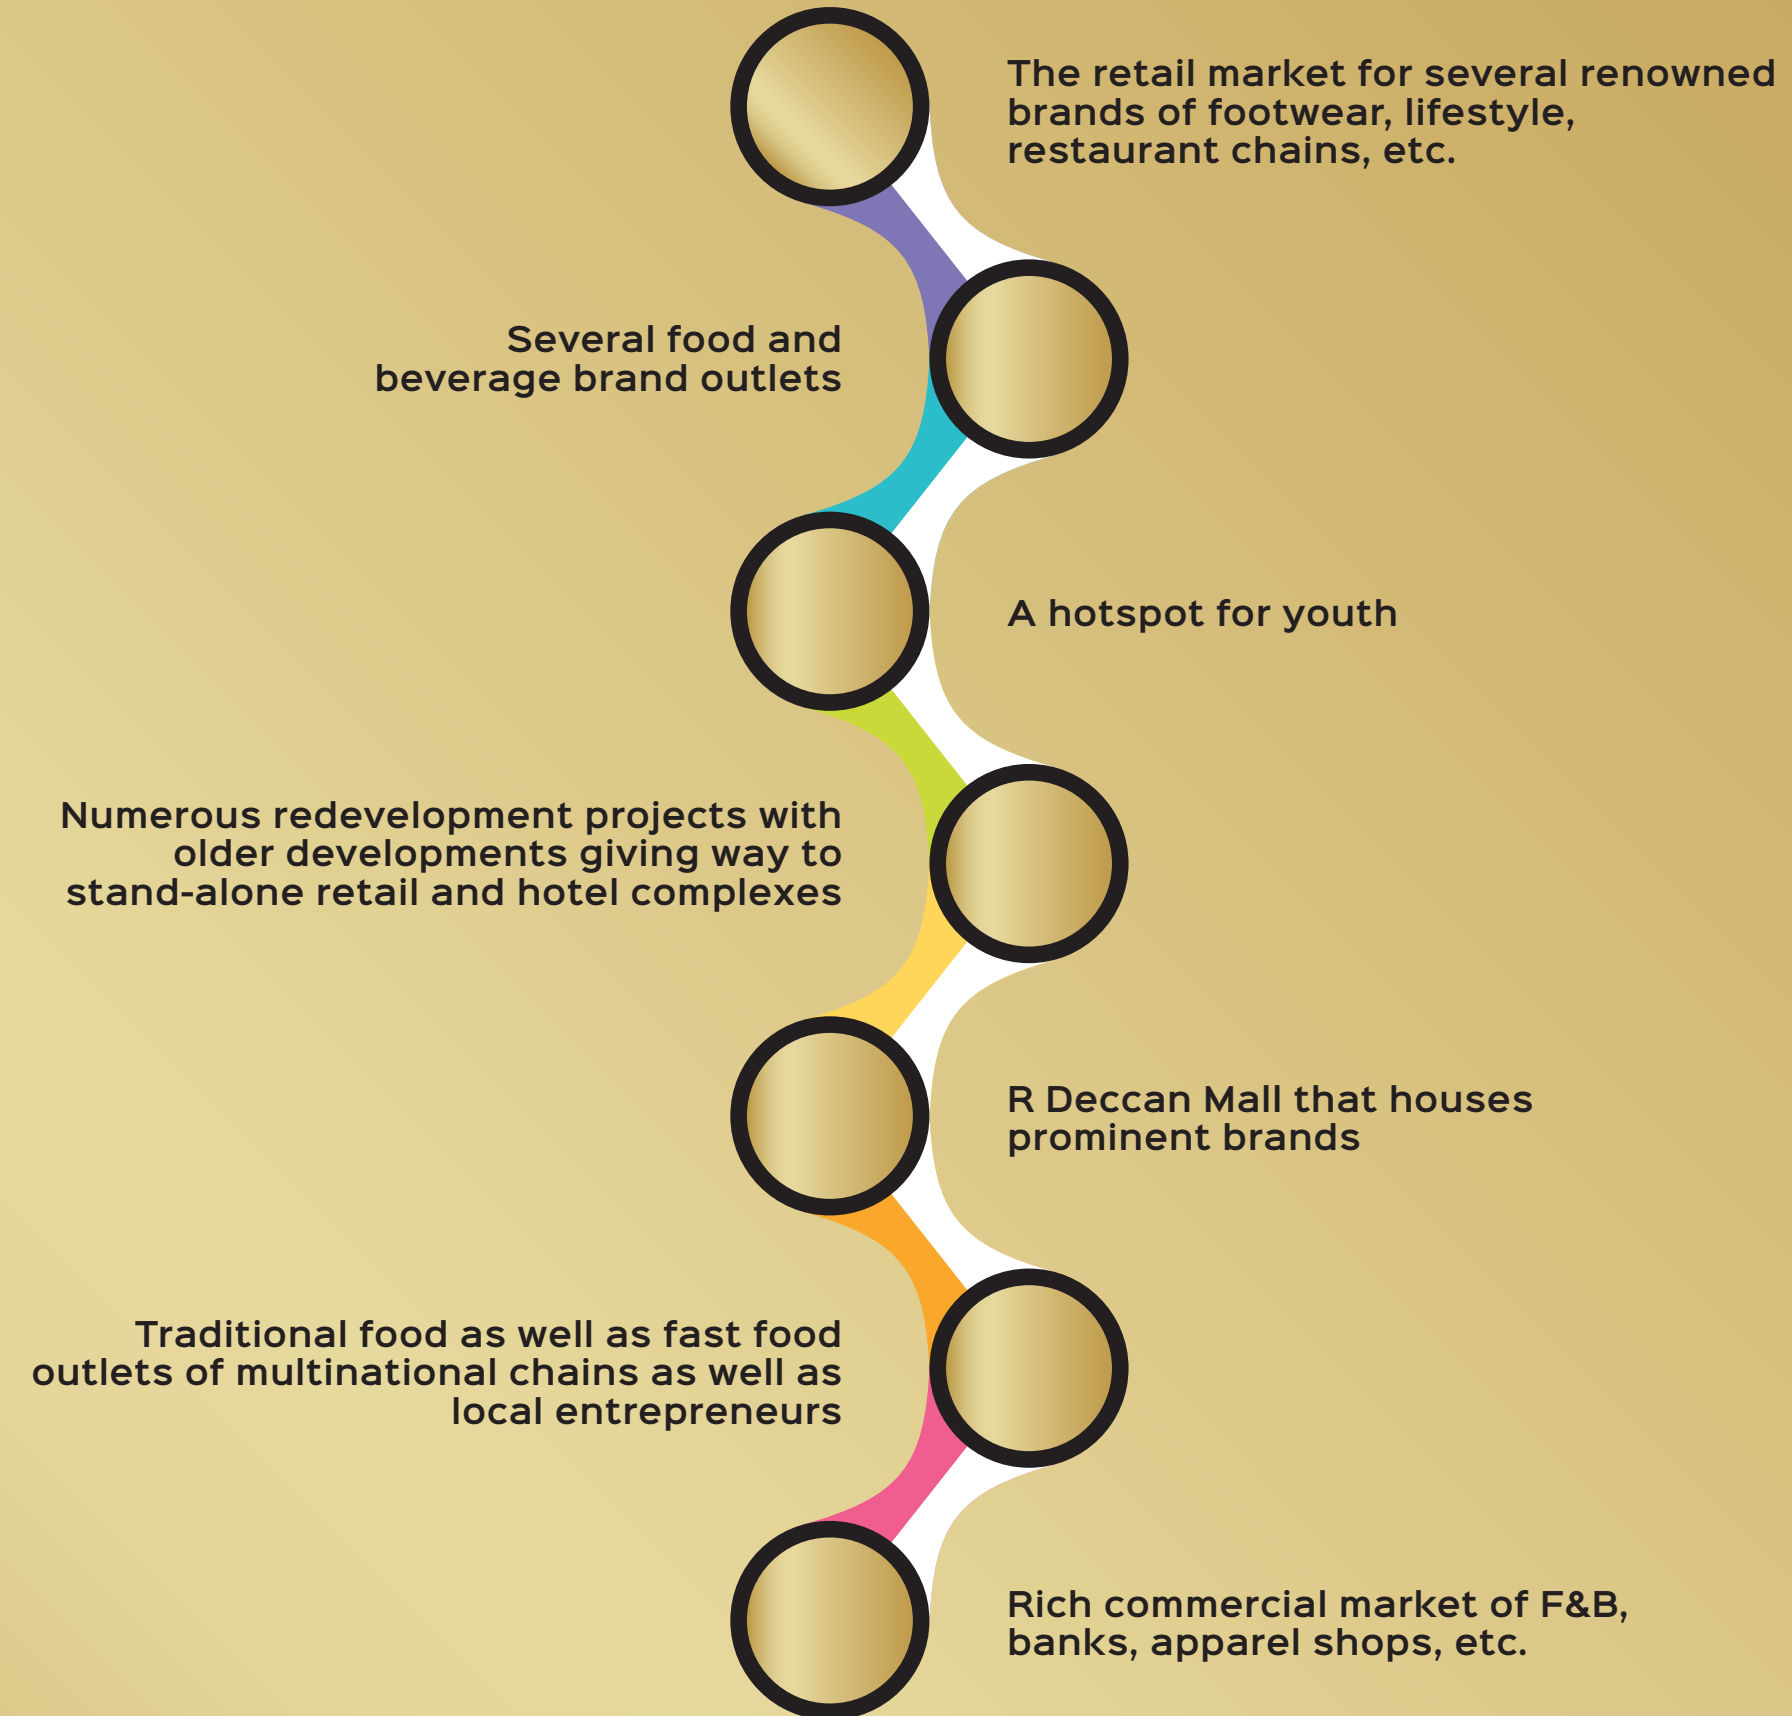 The retail market for several renowned
brands of footwear, lifestyle,
restaurant chains, etc.
Several food and
beverage brand outlets
A hotspot for youth
Numerous redevelopment projects with
older developments giving way to
stand-alone retail and hotel complexes
R Deccan Mall that houses
prominent brands
Traditional food as well as fast food
outlets of multinational chains as well as
local entrepreneurs
Rich commercial market of F&B,
banks, apparel shops, etc.